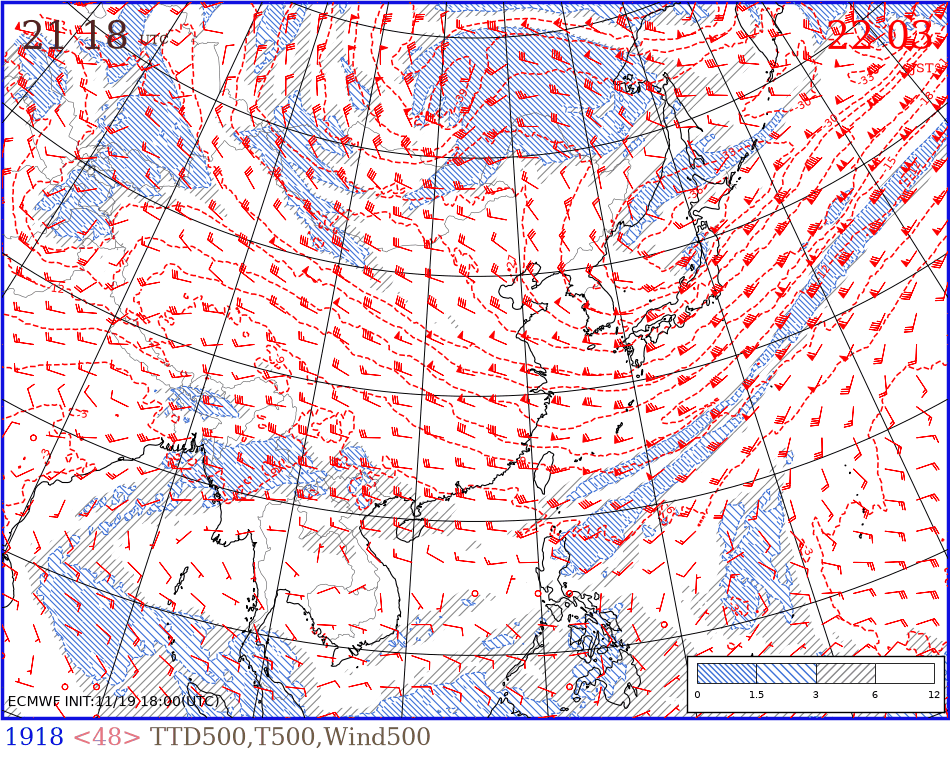 21 18 UTC
22 03
ECMWF INIT:11/19 18:00(UTC)
0 1.5 3 6 12
1918 <48> TTD500,T500,Wind500